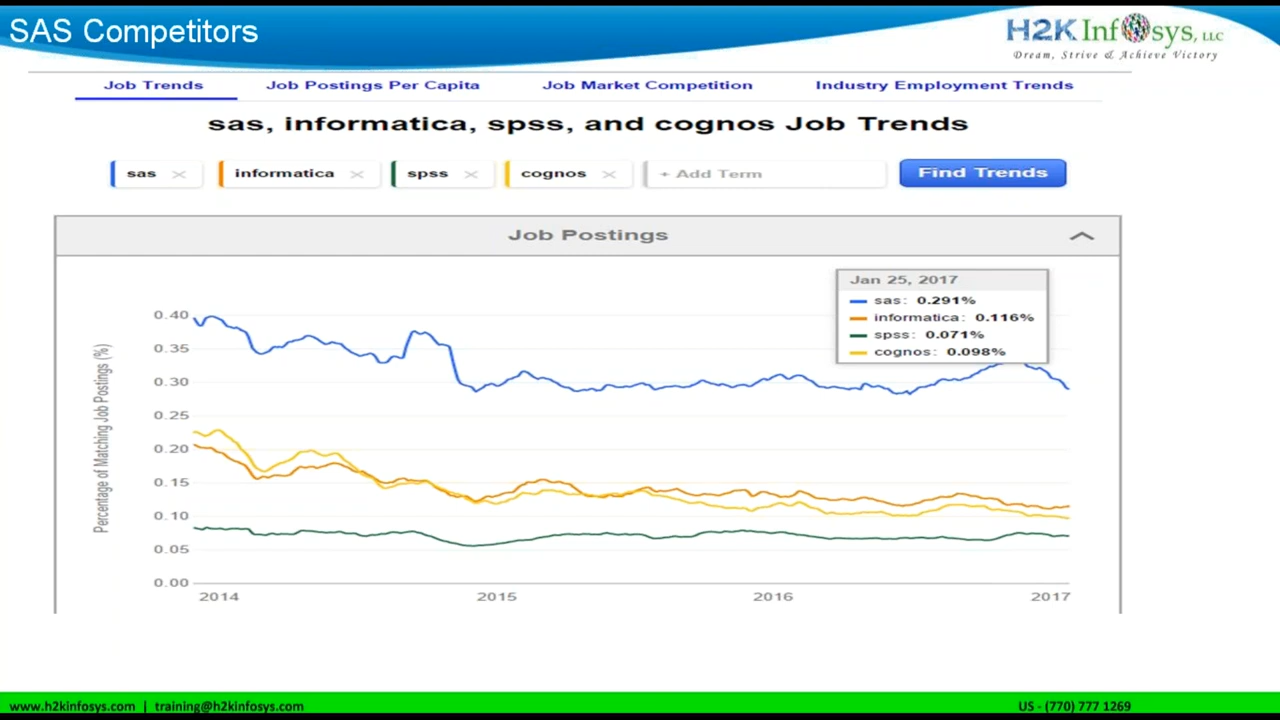 SAS Competitors
H2K Infosys, LLC
Dream, Strive & Achieve Victory
Job Trends Job Postings Per Capita Job Market Competition Industry Employment Trends
sas, informatica, spss, and cognos Job Trends
sas × informatica × spss × cognos × + Add Term Find Trends
Job Postings
Jan 25, 2017
sas: 0.291%
informatica: 0.116%
spss: 0.071%
cognos: 0.098%
Percentage of Matching Job Postings (%)
0.40
0.35
0.30
0.25
0.20
0.15
0.10
0.05
0.00
2014 2015 2016 2017
www.h2kinfosys.com | training@h2kinfosys.com US - (770) 777 1269